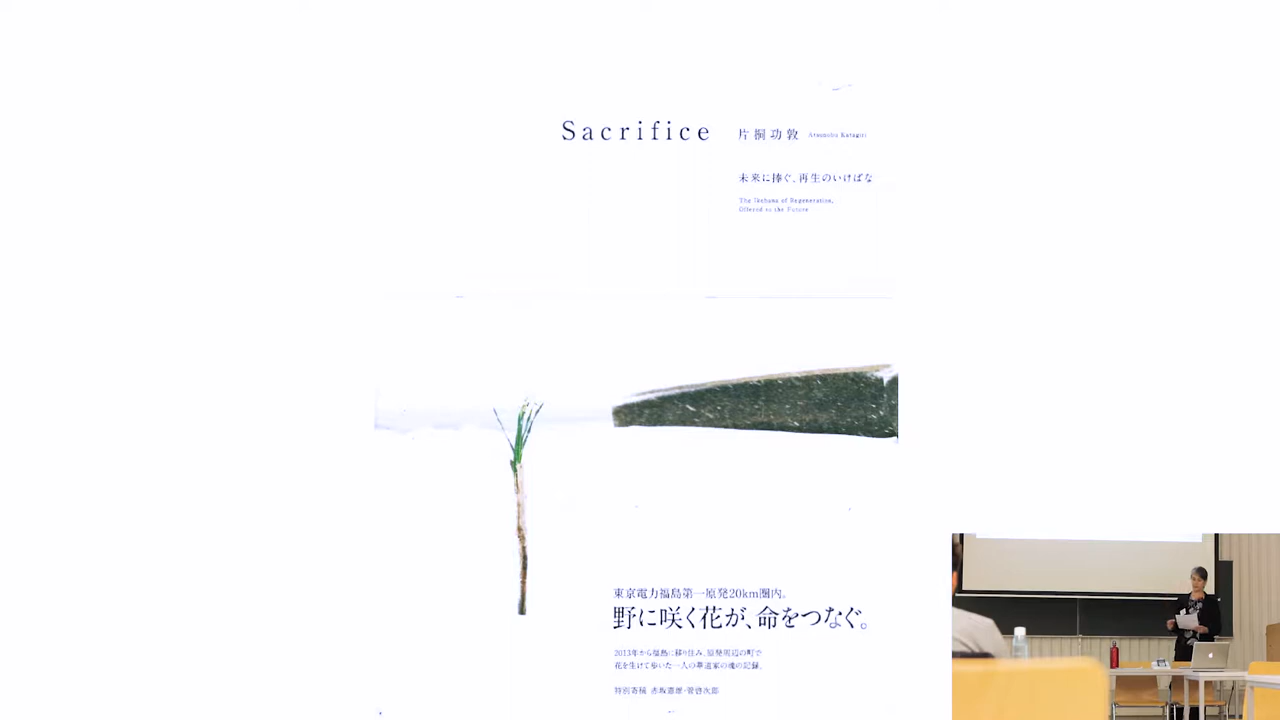 Sacrifice
片桐功敦 Atsunobu Katagiri
未来に捧ぐ、再生のいけばな
The Ikebana of Regeneration,
Offered to the Future
東京電力福島第一原発20km圏内。
野に咲く花が、命をつなぐ。
2013年から福島に移り住み、原発周辺の町で
花を生けて歩いた一人の華道家の魂の記録。
特別寄稿 赤坂憲雄・管啓次郎